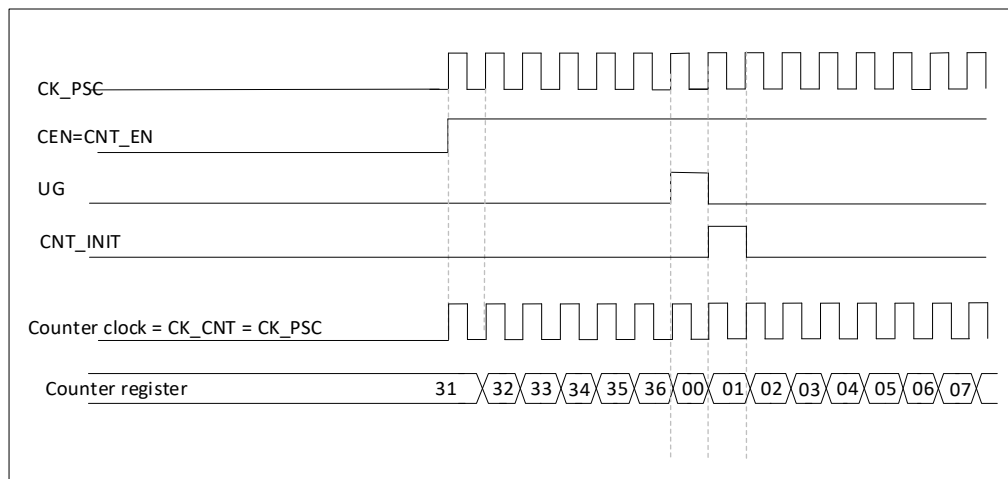 CK_PSC
CEN=CNT_EN
UG
CNT_INIT
Counter clock = CK_CNT = CK_PSC
Counter register 31 32 33 34 35 36 00 01 02 03 04 05 06 07